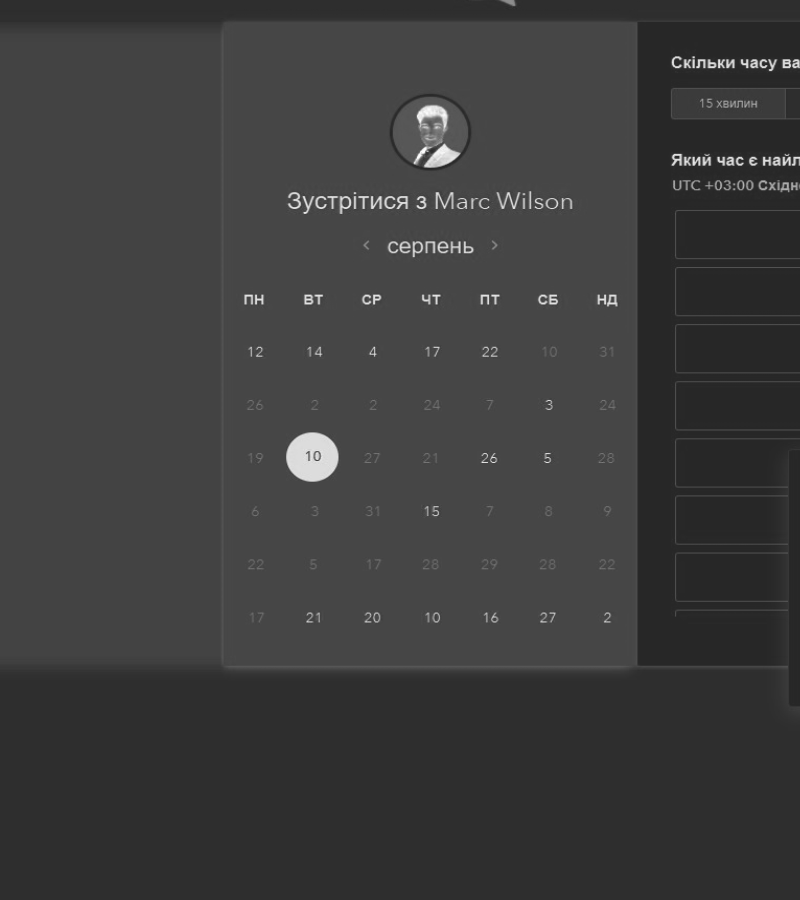 Зустрітися з Marc Wilson
серпень
ПН ВТ СР ЧТ ПТ СБ НД
12 14 4 17 22 10 31
26 2 2 24 7 3 24
19 10 27 21 26 5 28
6 3 31 15 7 8 9
22 5 17 28 29 28 22
17 21 20 10 16 27 2
Скільки часу ва
15 хвилин
Який час є найл
UTC +03:00 Східн